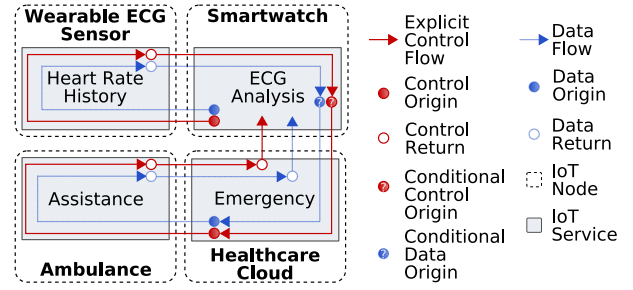 Wearable ECG
Sensor
Smartwatch
Heart Rate
History
ECG
Analysis
? ?
Assistance
Emergency
Ambulance
Healthcare
Cloud
Explicit
Control
Flow
Control
Origin
Control
Return
?
Conditional
Control
Origin
?
Conditional
Data
Origin
Data
Flow
Data
Origin
Data
Return
IoT
Node
IoT
Service